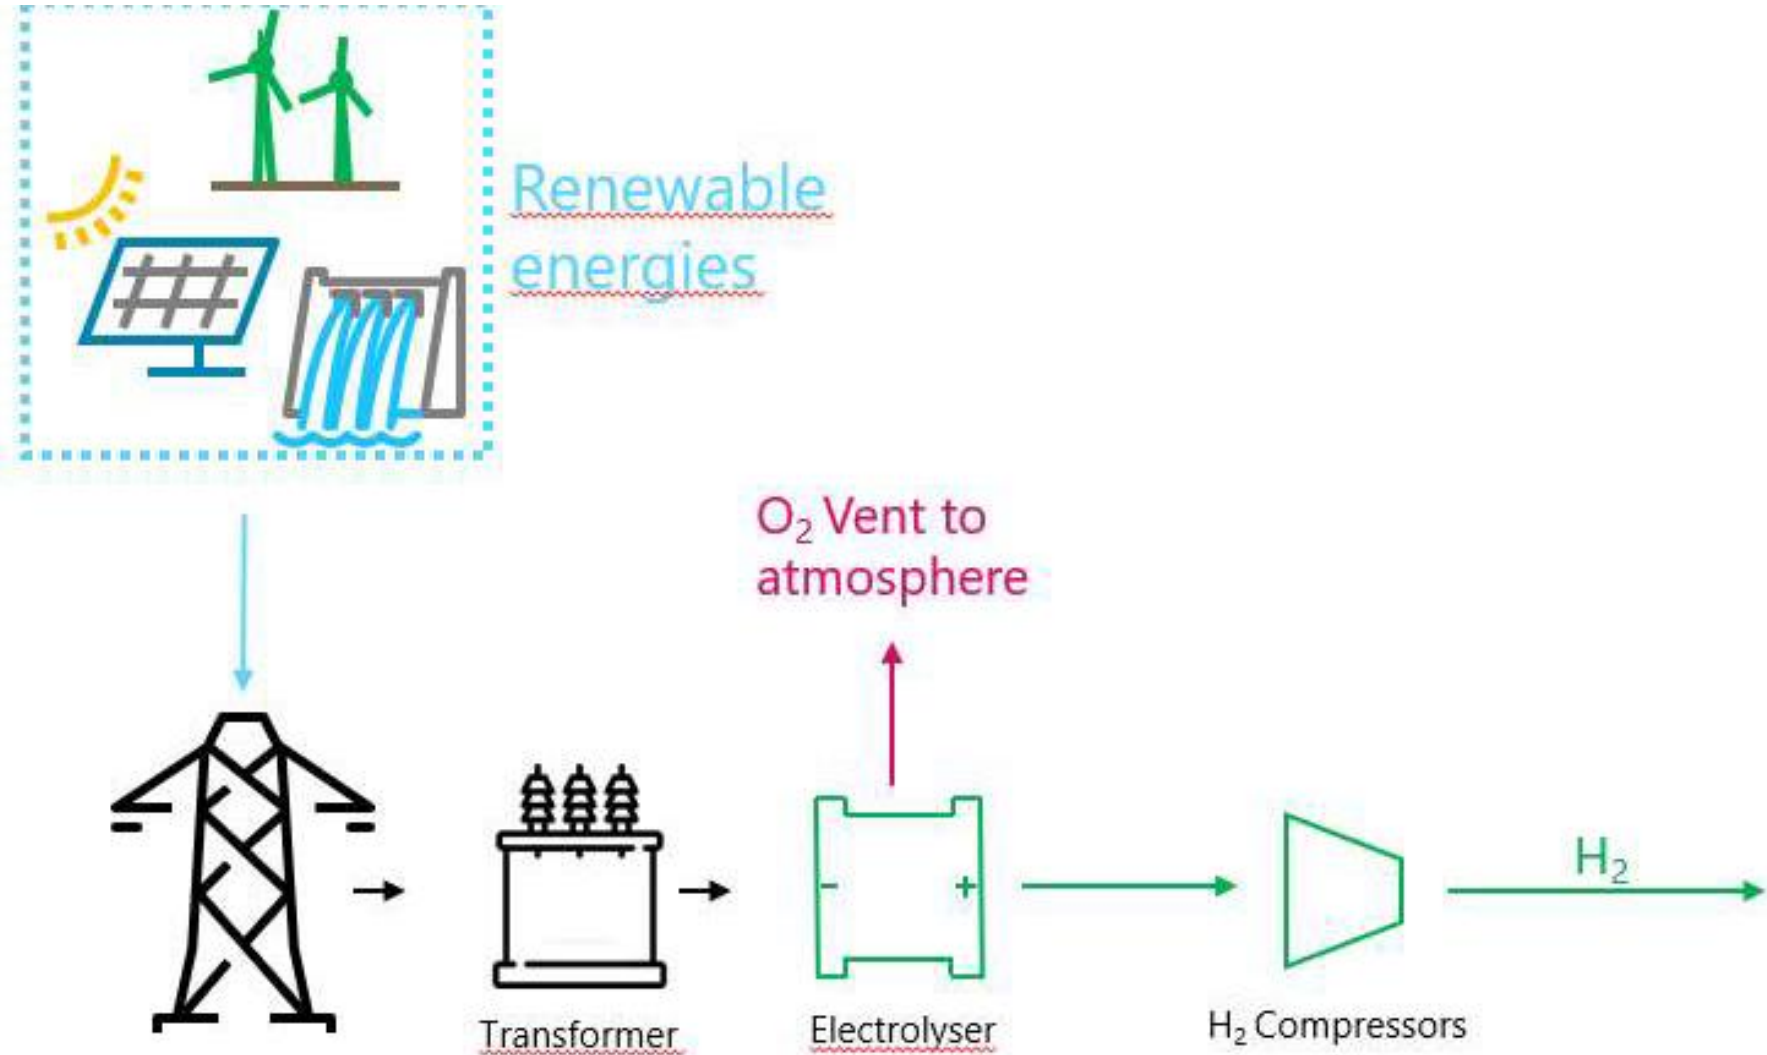 Renewable
energies
O₂ Vent to
atmosphere
H₂
- +
Transformer
Electrolyser
H₂ Compressors